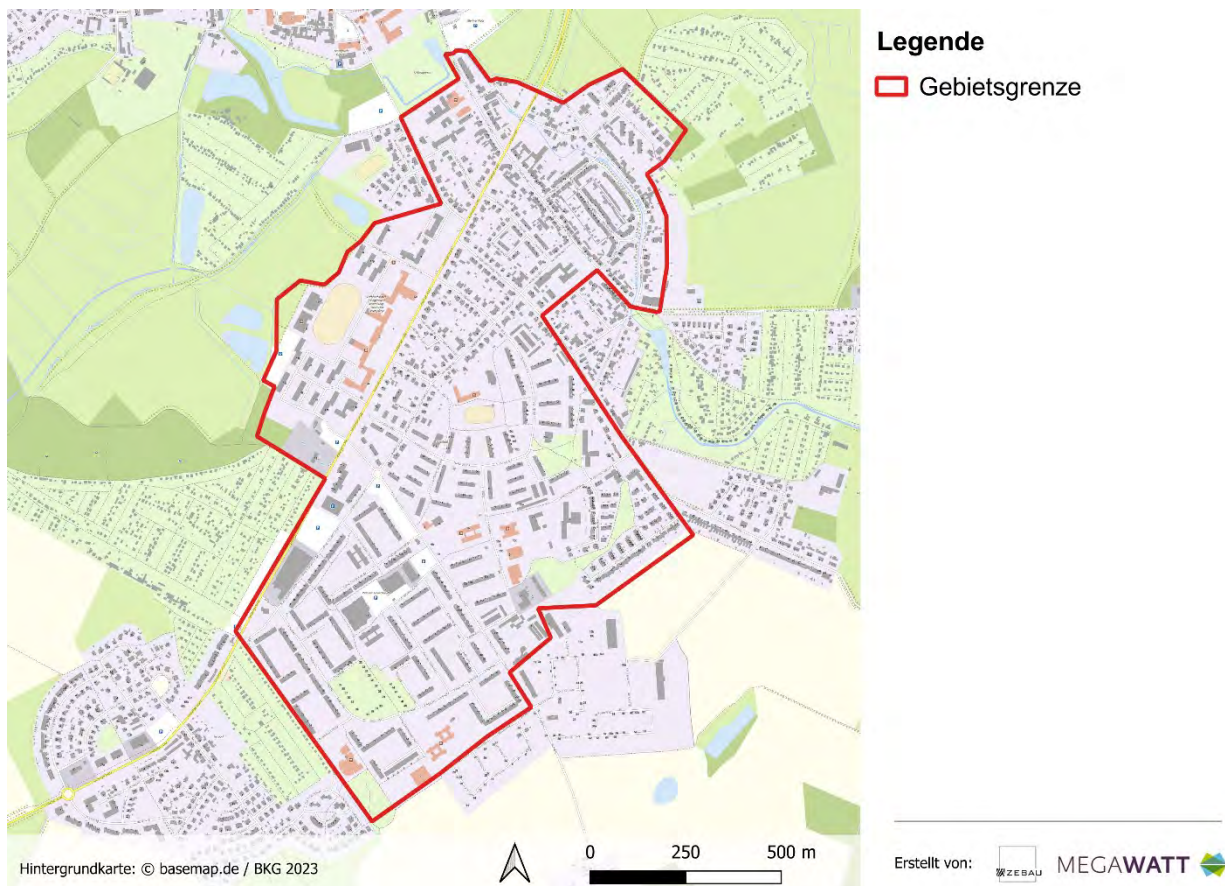 Legende
Gebietsgrenze
Hintergrundkarte: © basemap.de / BKG 2023
0 250 500 m
Erstellt von:
ZEBAU
MEGAWATT